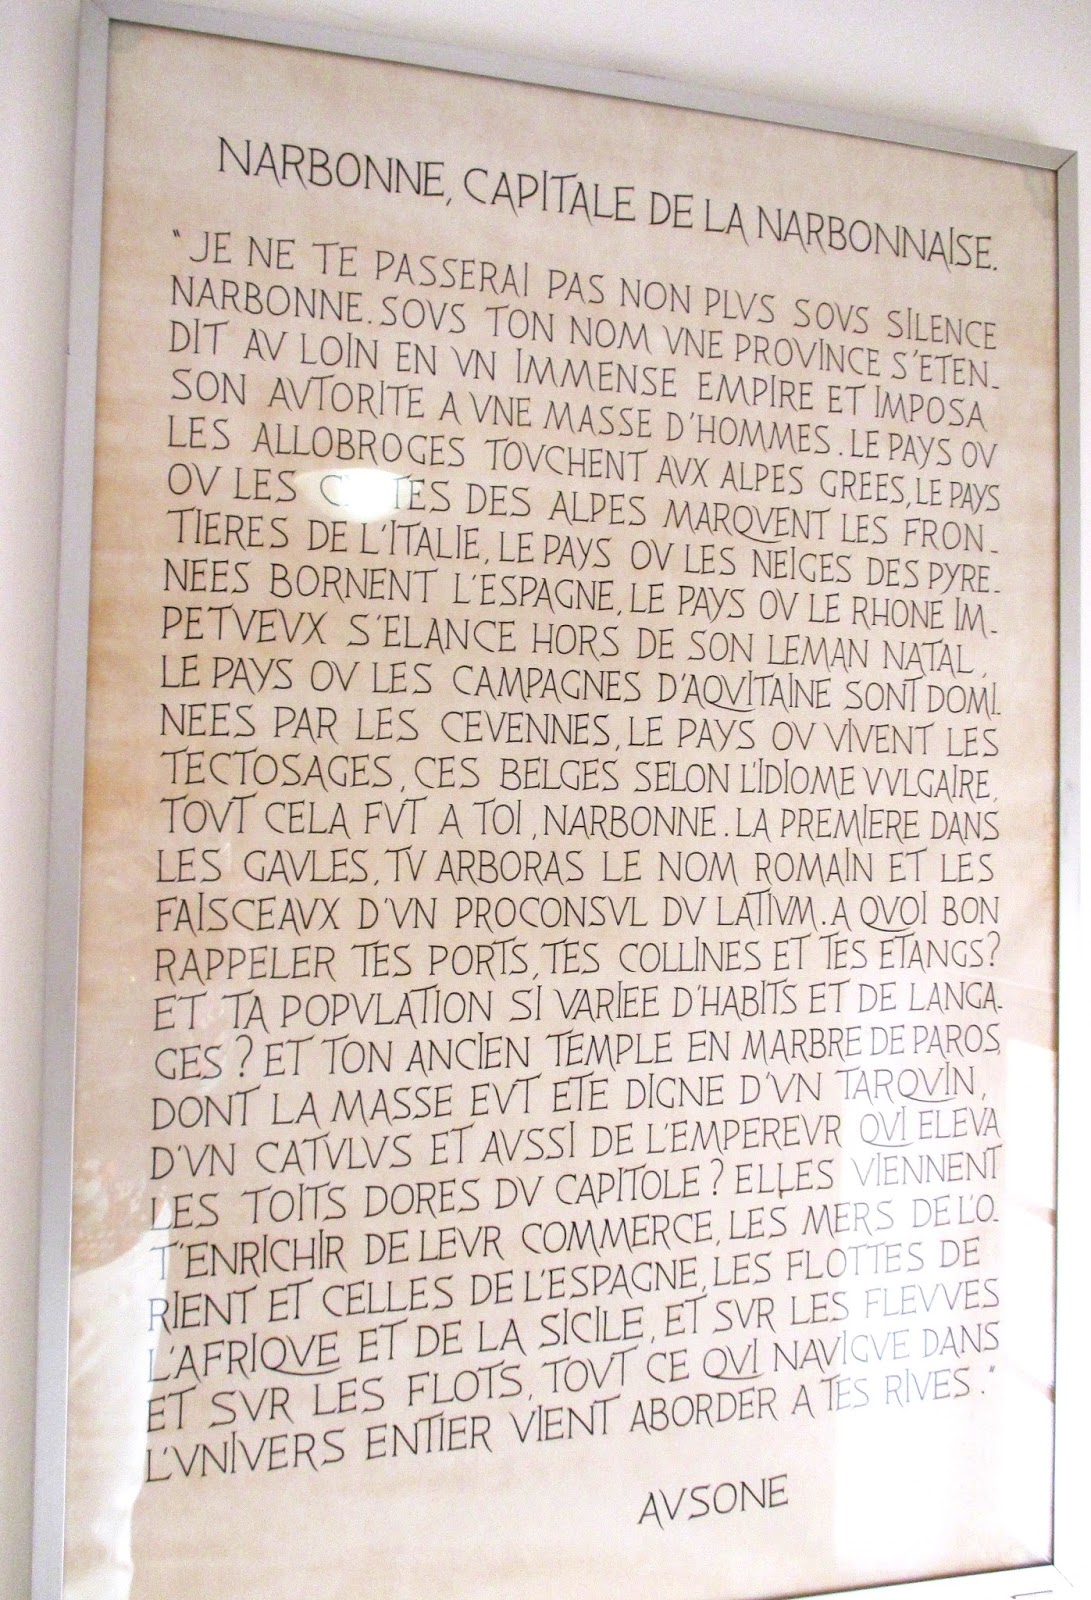 NARBONNE, CAPITALE DE LA NARBONNAISE.
"JE NE TE PASSERAI PAS NON PLVS SOVS SILENCE
NARBONNE. SOVS TON NOM VNE PROVINCE S'ETEN-
DIT AV LOIN EN VN IMMENSE EMPIRE ET IMPOSA
SON AVTORITE A VNE MASSE D'HOMMES. LE PAYS OV
LES ALLOBROGES TOVCHENT AVX ALPES GREES, LE PAYS
OV LES DES ALPES MARQVENT LES FRON-
TIERES DE L'ITALIE, LE PAYS OV LES NEIGES DES PYRE-
NEES BORNENT L'ESPAGNE, LE PAYS OV LE RHONE IM-
PETVEVX S'ELANCE HORS DE SON LEMAN NATAL,
LE PAYS OV LES CAMPAGNES D'AQVITAINE SONT DOMI-
NEES PAR LES CEVENNES, LE PAYS OV VIVENT LES
TECTOSAGES, CES BELGES SELON L'IDIOME VVLGAIRE,
TOVT CELA FVT A TOI, NARBONNE. LA PREMIERE DANS
LES GAVLES, TV ARBORAS LE NOM ROMAIN ET LES
FAISCEAVX D'VN PROCONSVL DV LATIVM. A QVOI BON
RAPPELER TES PORTS, TES COLLINES ET TES ETANGS?
ET TA POPVLATION SI VARIEE D'HABITS ET DE LANGA-
GES? ET TON ANCIEN TEMPLE EN MARBRE DE PAROS,
DONT LA MASSE EVT ETE DIGNE D'VN TARQVIN,
D'VN CATVLVS ET AVSSI DE L'EMPEREVR QVI ELEVA
LES TOITS DORES DV CAPITOLE? ELLES VIENNENT
T'ENRICHIR DE LEVR COMMERCE, LES MERS DE L'O-
RIENT ET CELLES DE L'ESPAGNE, LES FLOTTES DE
L'AFRIQVE ET DE LA SICILE, ET SVR LES FLEVVES
ET SVR LES FLOTS, TOVT CE QVI NAVIGVE DANS
L'VNIVERS ENTIER VIENT ABORDER A TES RIVES."
AVSONE